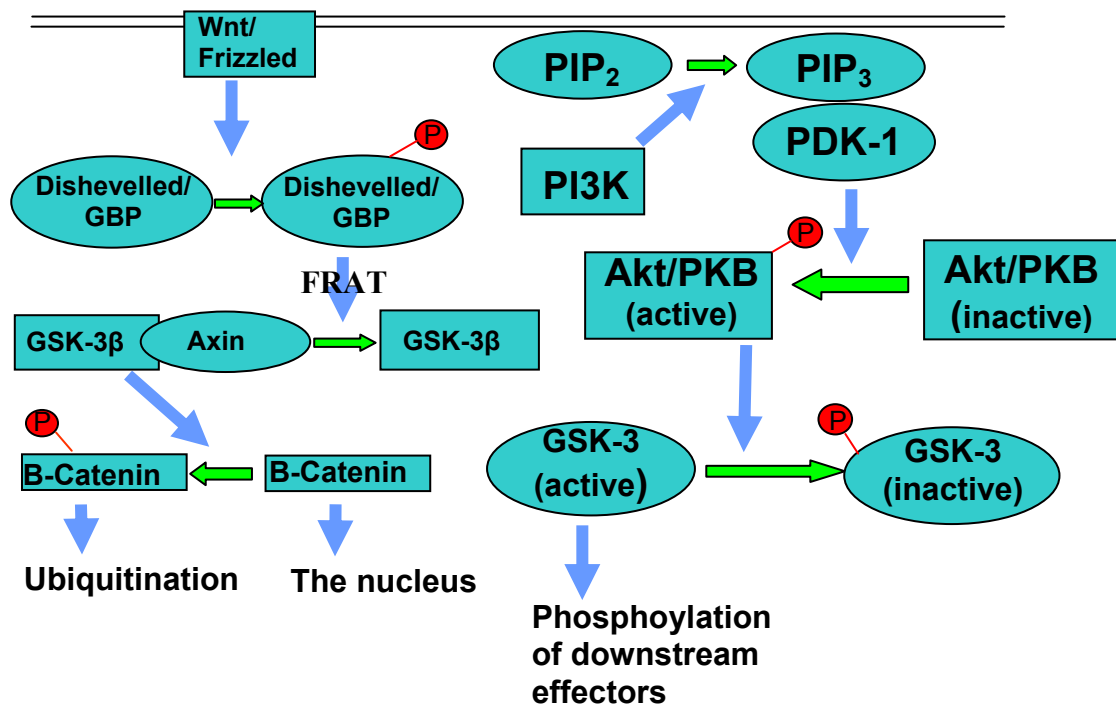 Wnt/
Frizzled
PIP₂
PIP₃
PDK-1
PI3K
P
Dishevelled/
GBP
Dishevelled/
GBP
P
Akt/PKB
(active)
Akt/PKB
(inactive)
FRAT
GSK-3β
Axin
GSK-3β
P
B-Catenin
B-Catenin
Ubiquitination
The nucleus
GSK-3
(active)
P
GSK-3
(inactive)
Phosphoylation
of downstream
effectors